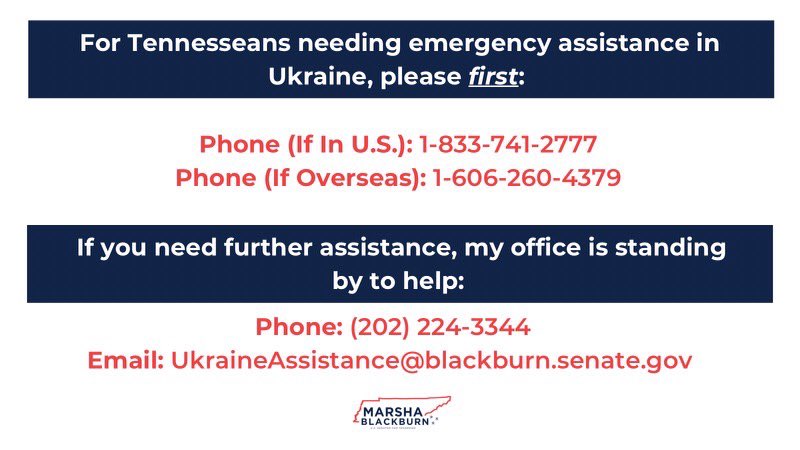 For Tennesseans needing emergency assistance in
Ukraine, please first:
Phone (If In U.S.): 1-833-741-2777
Phone (If Overseas): 1-606-260-4379
If you need further assistance, my office is standing
by to help:
Phone: (202) 224-3344
Email: UkraineAssistance@blackburn.senate.gov
MARSHA
BLACKBURN